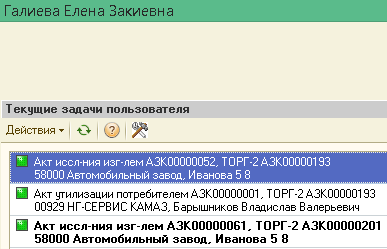 Галиева Елена Закиевна
Текущие задачи пользователя
Действия
Акт иссл-ния изг-лем АЗК00000052, ТОРГ-2 АЗК00000193
58000 Автомобильный завод, Иванова 5 8
Акт утилизации потребителем АЗК00000001, ТОРГ-2 АЗК00000193
00929 НГ-СЕРВИС КАМАЗ, Барышников Владислав Валерьевич
Акт иссл-ния изг-лем АЗК00000061, ТОРГ-2 АЗК00000201
58000 Автомобильный завод, Иванова 5 8